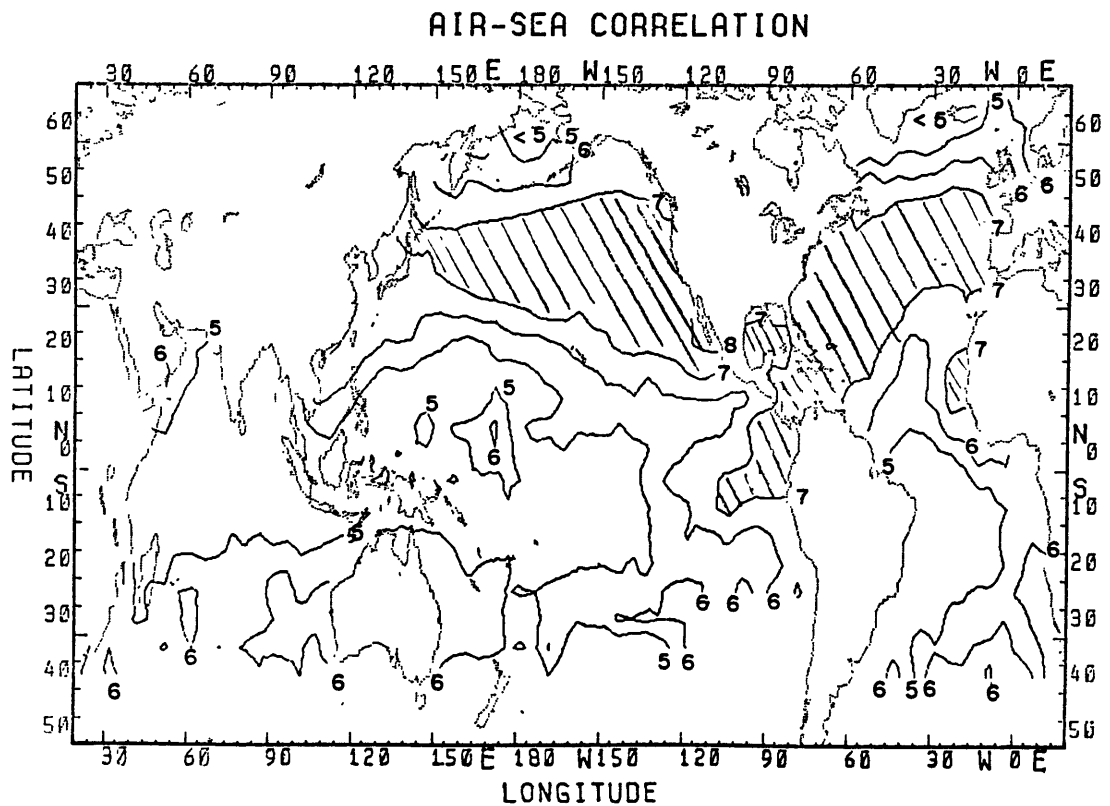 AIR-SEA CORRELATION
30 60 90 120 150 E 180 W 150 120 90 60 30 W 0 E
60 <5 5 <5 5 60
6
50 6 6 50
7
40 7 40
30 7 30
20 5 7 20
6 8 7
7
10 5 10
N 6 N
0 6 5 0
S S
10 7 10
5
20 6 20
30 6 6 6 30
40 6 5 6 40
6 6 6 6 5 6 6
50 50
30 60 90 120 150 E W 150 120 90 60 30 W 0 E
180
LATITUDE
LONGITUDE